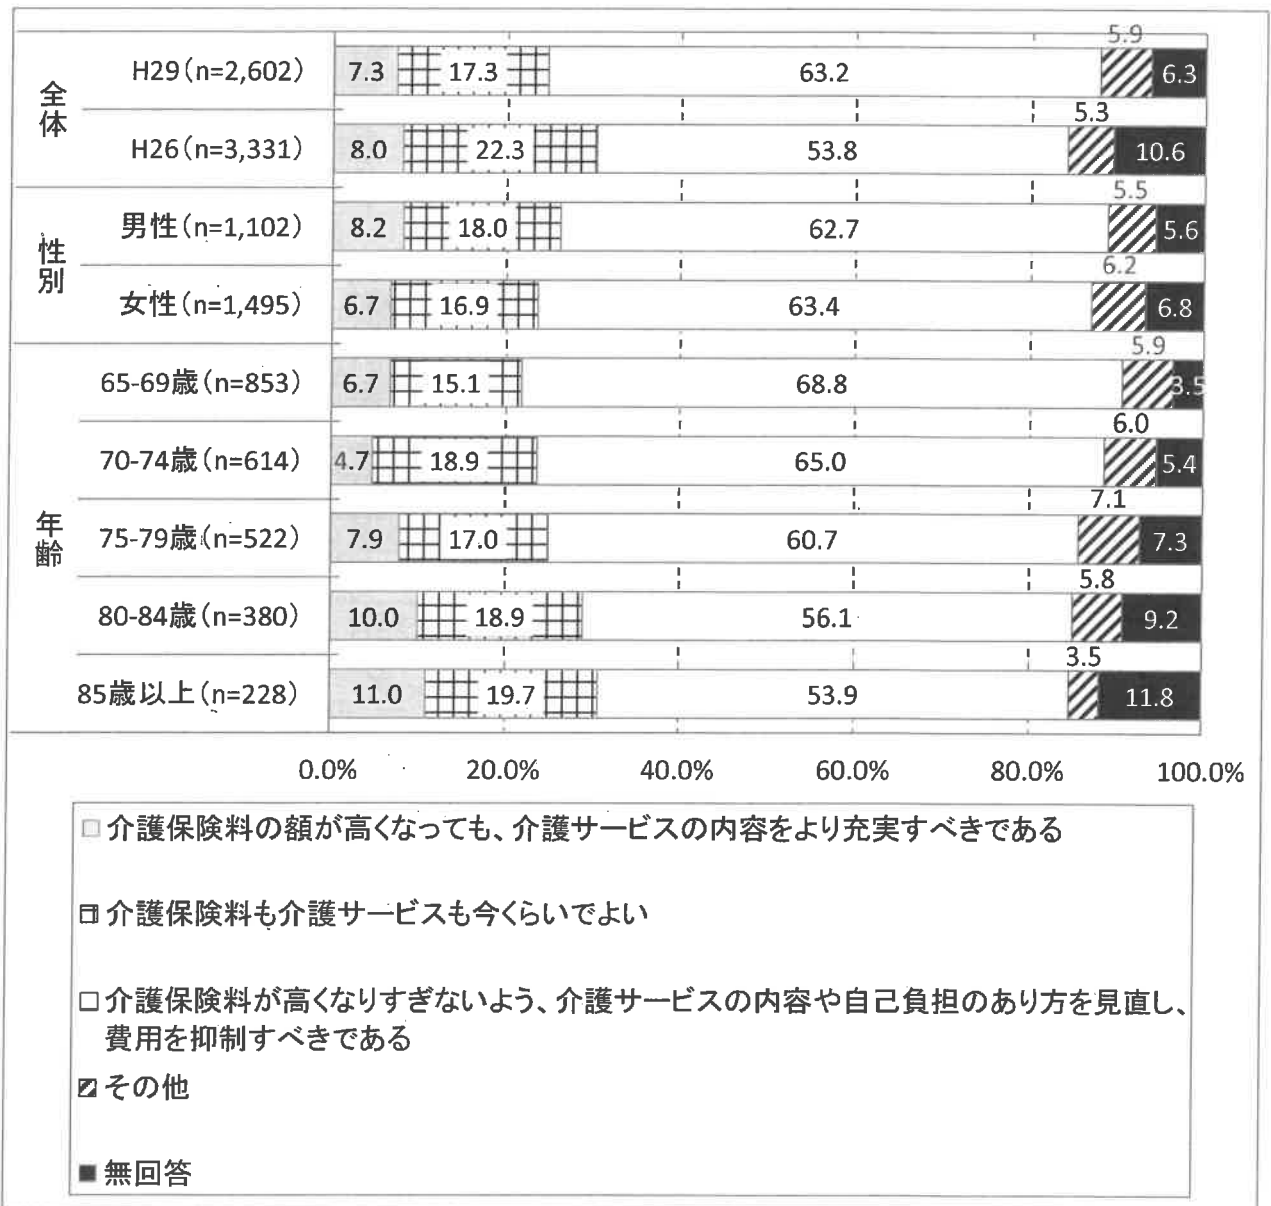 5.9
全体
H29(n=2,602) 7.3 17.3 63.2 6.3
5.3
H26(n=3,331) 8.0 22.3 53.8 10.6
5.5
性別
男性(n=1,102) 8.2 18.0 62.7 5.6
6.2
女性(n=1,495) 6.7 16.9 63.4 6.8
5.9
年齢
65-69歳(n=853) 6.7 15.1 68.8 3.5
6.0
70-74歳(n=614) 4.7 18.9 65.0 5.4
7.1
75-79歳(n=522) 7.9 17.0 60.7 7.3
5.8
80-84歳(n=380) 10.0 18.9 56.1 9.2
3.5
85歳以上(n=228) 11.0 19.7 53.9 11.8
0.0% 20.0% 40.0% 60.0% 80.0% 100.0%
介護保険料の額が高くなっても、介護サービスの内容をより充実すべきである
介護保険料も介護サービスも今くらいでよい
介護保険料が高くなりすぎないよう、介護サービスの内容や自己負担のあり方を見直し、
費用を抑制すべきである
その他
無回答